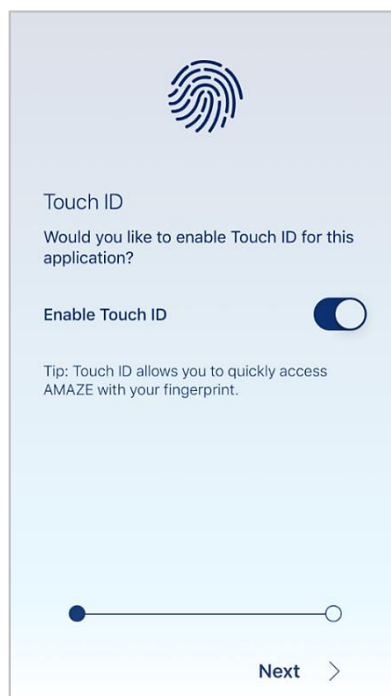 Touch ID
Would you like to enable Touch ID for this
application?
Enable Touch ID
Tip: Touch ID allows you to quickly access
AMAZE with your fingerprint.
Next